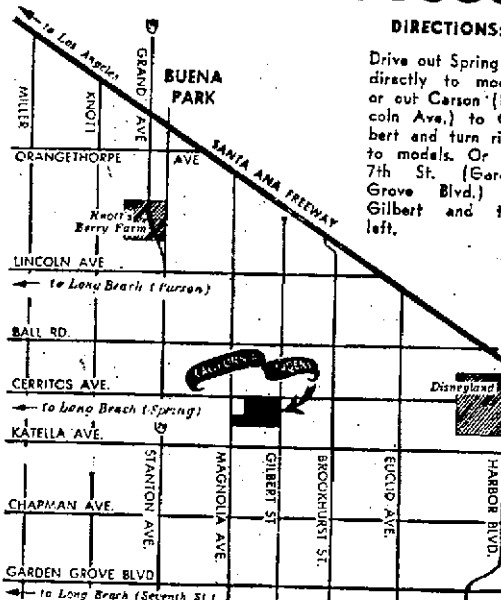 DIRECTIONS:
Drive out Spring
directly to mod
or out Carson (
coln Ave.) to G
bert and turn ri
to models. Or
7th St. (Gard
Grove Blvd.)
Gilbert and t
left.
to Los Angeles
MILLER
KNOTT
GRAND AVE
BUENA
PARK
ORANGETHORPE AVE
SANTA ANA FREEWAY
Knott's
Berry Farm
LINCOLN AVE
to Long Beach (Carson)
BALL RD.
CALIFORNIA
CERRITOS AVE.
Disneyland
to Long Beach (Spring)
KATELLA AVE.
STANTON AVE.
MAGNOLIA AVE.
GILBERT ST
BROOKHURST ST.
EUCLID AVE.
HARBOR BLVD.
CHAPMAN AVE.
GARDEN GROVE BLVD
to Long Beach (Seventh St.)